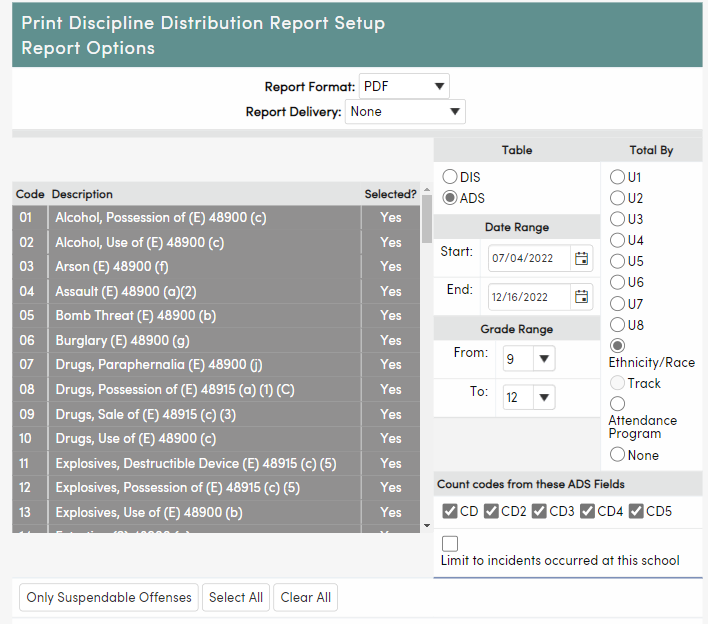 Print Discipline Distribution Report Setup
Report Options
Report Format: PDF
Report Delivery: None
Code Description Selected?
01 Alcohol, Possession of (E) 48900 (c) Yes
02 Alcohol, Use of (E) 48900 (c) Yes
03 Arson (E) 48900 (f) Yes
04 Assault (E) 48900 (a)(2) Yes
05 Bomb Threat (E) 48900 (b) Yes
06 Burglary (E) 48900 (g) Yes
07 Drugs, Paraphernalia (E) 48900 (j) Yes
08 Drugs, Possession of (E) 48915 (a) (1) (C) Yes
09 Drugs, Sale of (E) 48915 (c) (3) Yes
10 Drugs, Use of (E) 48900 (c) Yes
11 Explosives, Destructible Device (E) 48915 (c) (5) Yes
12 Explosives, Possession of (E) 48915 (c) (5) Yes
13 Explosives, Use of (E) 48900 (b) Yes
Table
DIS
ADS
Date Range
Start: 07/04/2022
End: 12/16/2022
Grade Range
From: 9
To: 12
Total By
U1
U2
U3
U4
U5
U6
U7
U8
Ethnicity/Race
Track
Attendance
Program
None
Count codes from these ADS Fields
CD CD2 CD3 CD4 CD5
Limit to incidents occurred at this school
Only Suspendable Offenses Select All Clear All